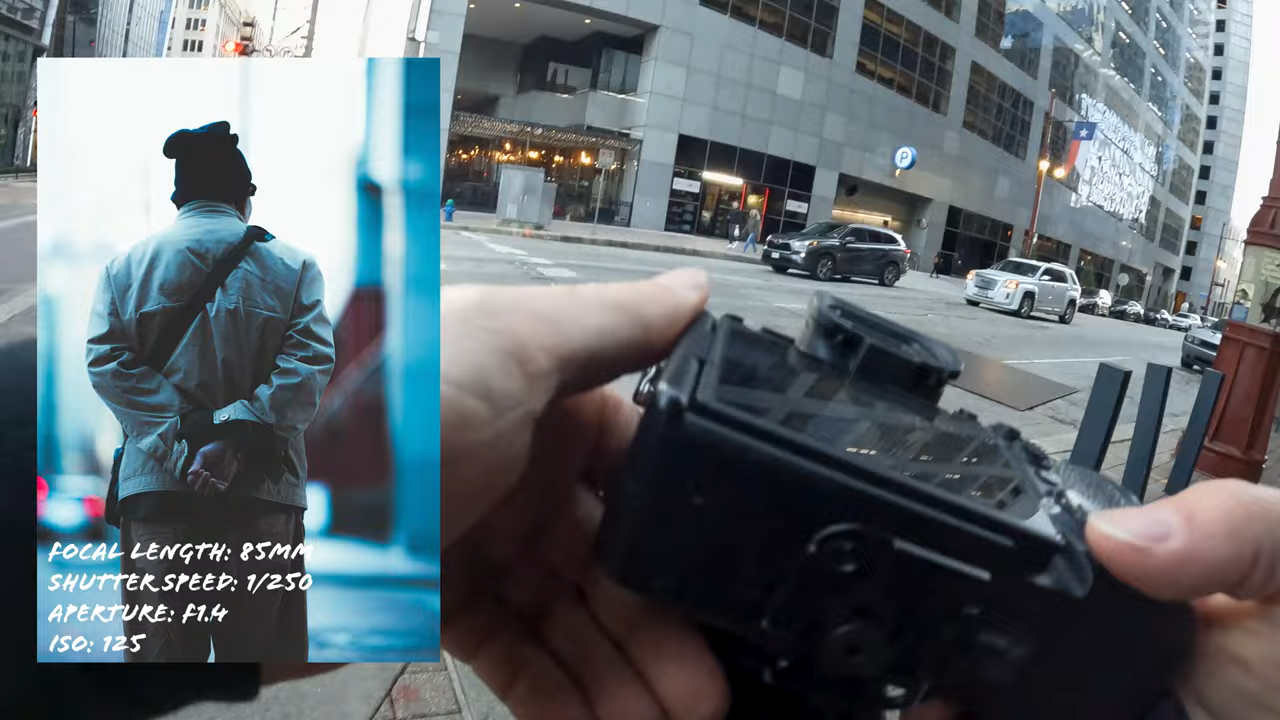 FOCAL LENGTH: 85MM
SHUTTER SPEED: 1/250
APERTURE: F1.4
ISO: 125
P